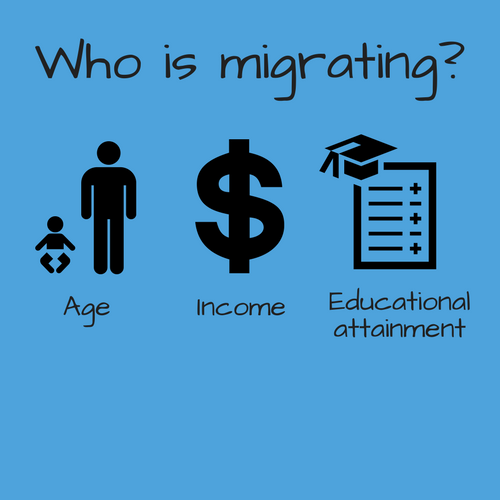 Who is migrating?
Age
Income
Educational
attainment